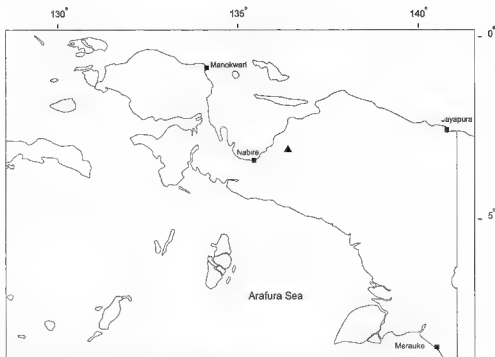 130° 135° 140°
0°
Manokwari
Jayapura
Nabire
5°
Arafura Sea
Merauke